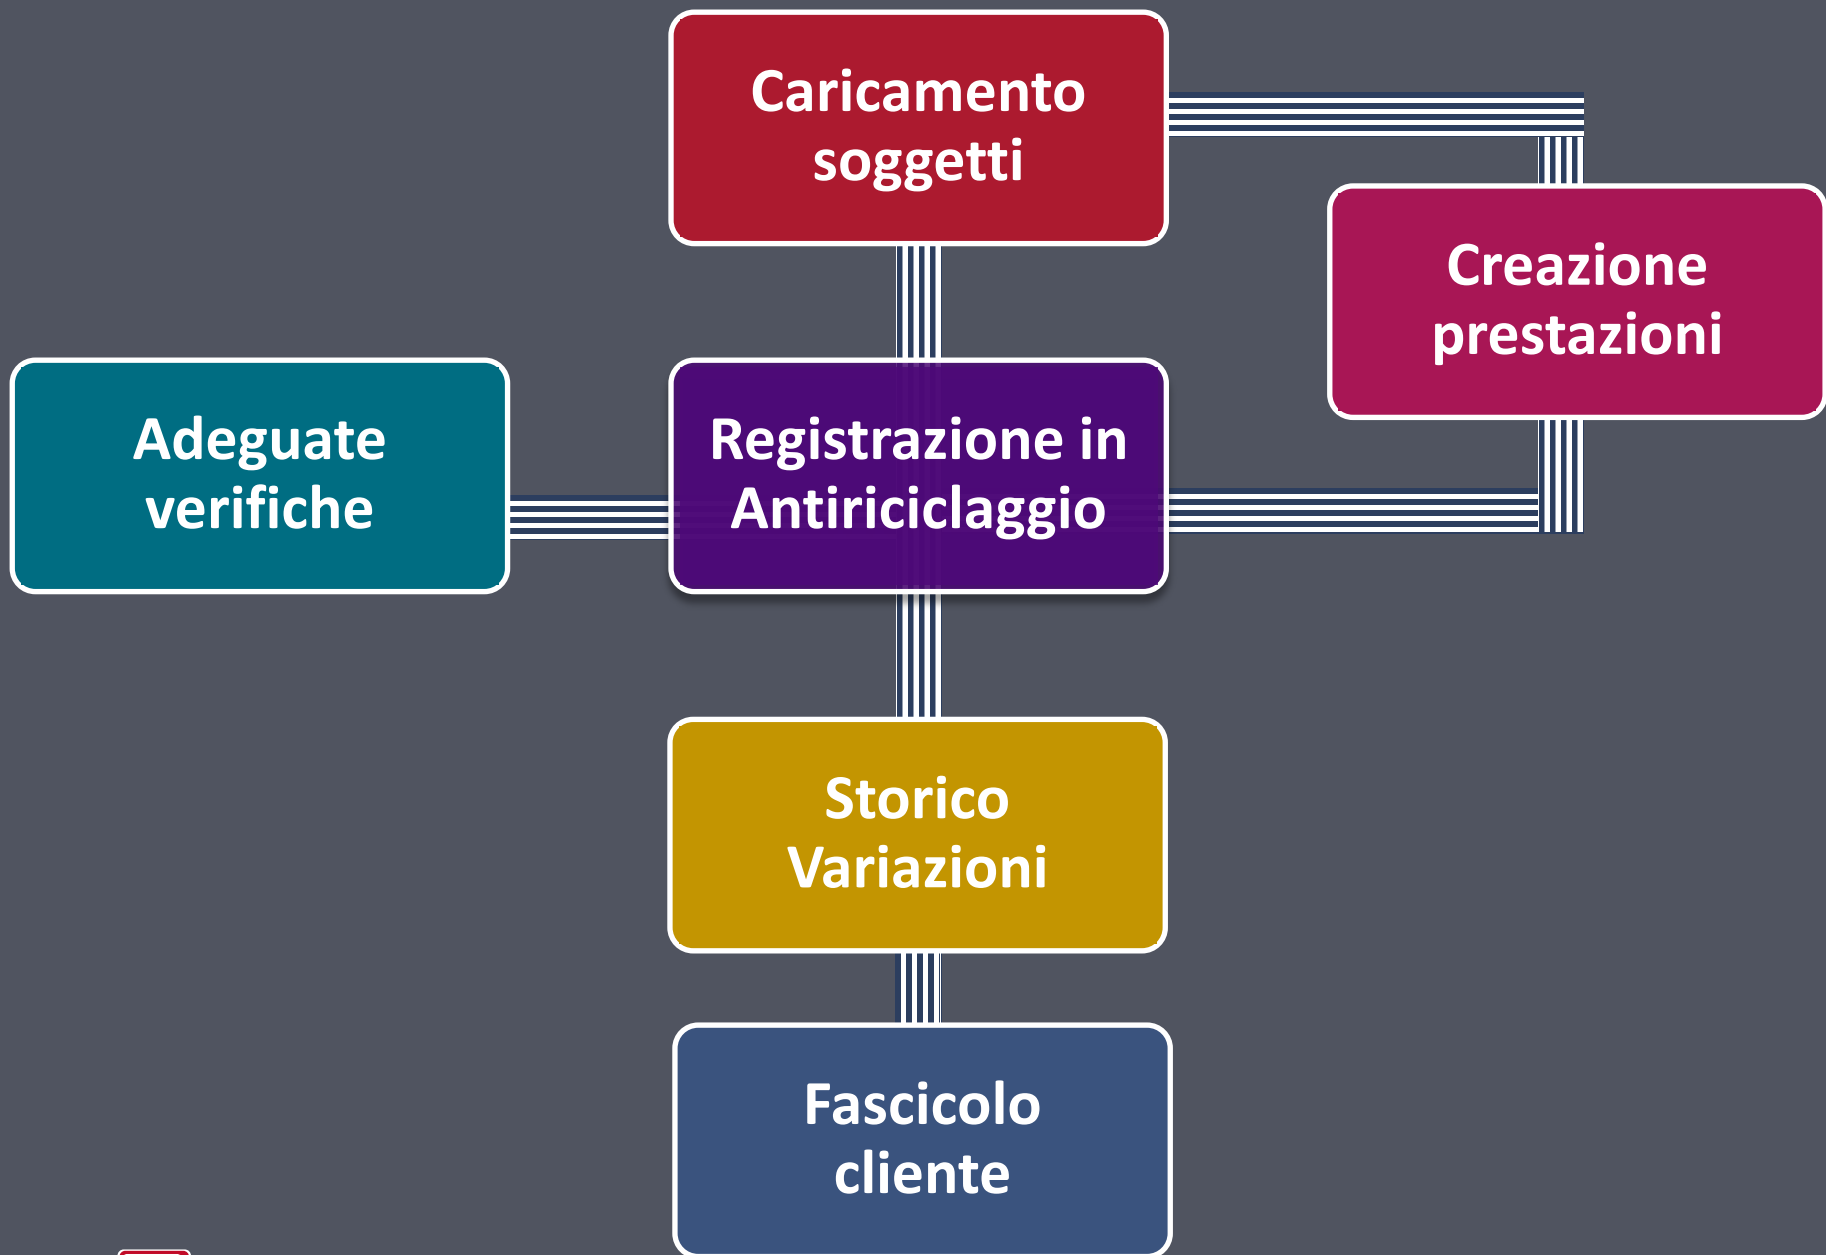 Caricamento
soggetti
Creazione
prestazioni
Adeguate
verifiche
Registrazione in
Antiriciclaggio
Storico
Variazioni
Fascicolo
cliente